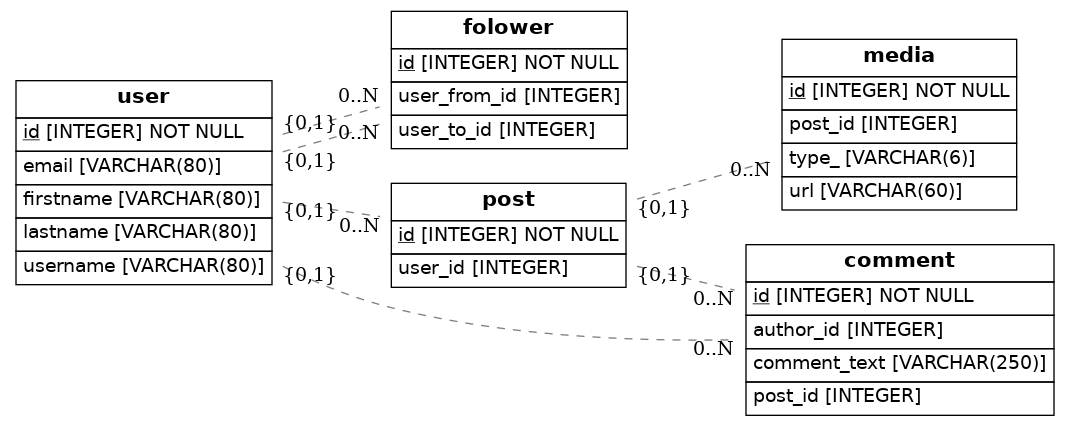 user
id [INTEGER] NOT NULL
email [VARCHAR(80)]
firstname [VARCHAR(80)]
lastname [VARCHAR(80)]
username [VARCHAR(80)]
{0,1}
0..N
{0,1}
0..N
{0,1}
0..N
{0,1}
0..N
folower
id [INTEGER] NOT NULL
user_from_id [INTEGER]
user_to_id [INTEGER]
post
id [INTEGER] NOT NULL
user_id [INTEGER]
{0,1}
0..N
{0,1}
0..N
media
id [INTEGER] NOT NULL
post_id [INTEGER]
type_ [VARCHAR(6)]
url [VARCHAR(60)]
comment
id [INTEGER] NOT NULL
author_id [INTEGER]
comment_text [VARCHAR(250)]
post_id [INTEGER]